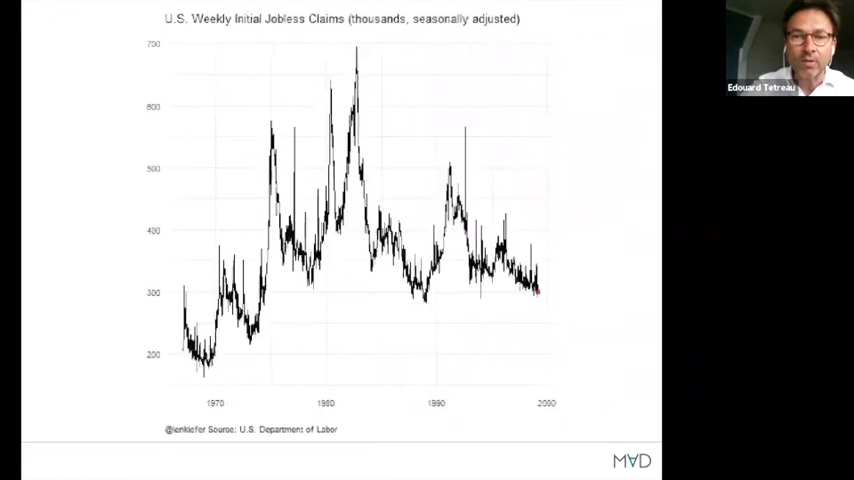 U.S. Weekly Initial Jobless Claims (thousands, seasonally adjusted)
700
600
500
400
300
200
1970
1980
1990
2000
@lenkiefer Source: U.S. Department of Labor
MAD
Edouard Tetreau